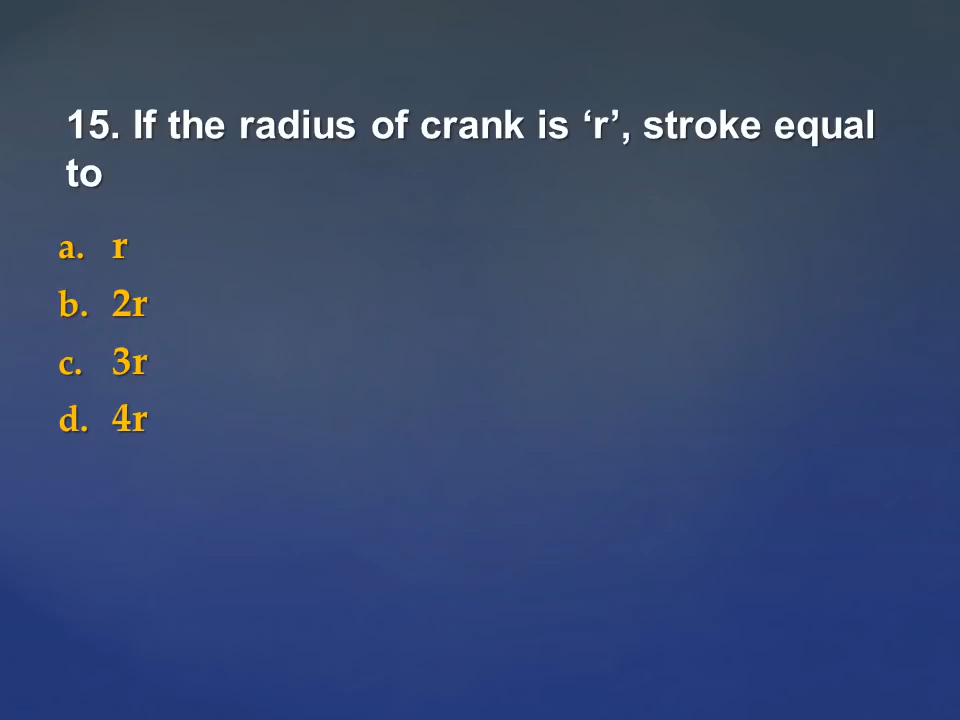 15. If the radius of crank is ‘r’, stroke equal
to
a. r
b. 2r
c. 3r
d. 4r